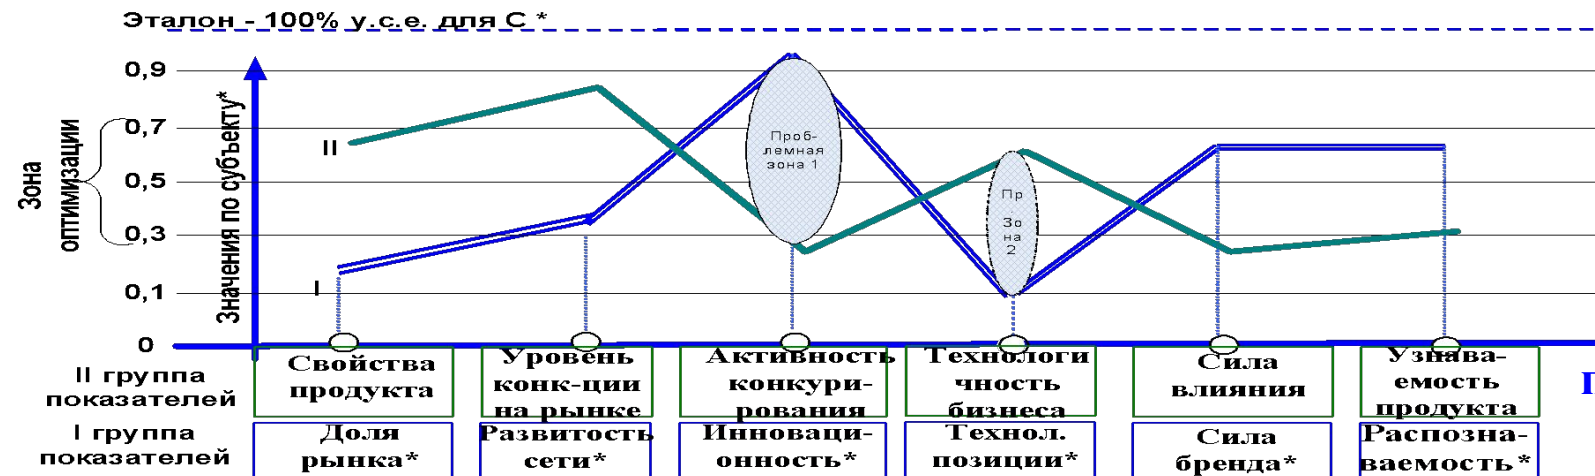 Эталон - 100% у.с.е. для С *
0,9
0,7
0,5
0,3
0,1
0
Зона
оптимизации
Значения по субъекту*
II
I
Проб-
лемная
зона 1
Пр
Зо
на
2
II группа
показателей
Свойства
продукта
Уровень
конк-ции
на рынке
Активность
конкури-
рования
Технологи
чность
бизнеса
Сила
влияния
Узнава-
емость
продукта
I группа
показателей
Доля
рынка*
Развитость
сети*
Инноваци-
онность*
Технол.
позиции*
Сила
бренда*
Распозна-
ваемость*